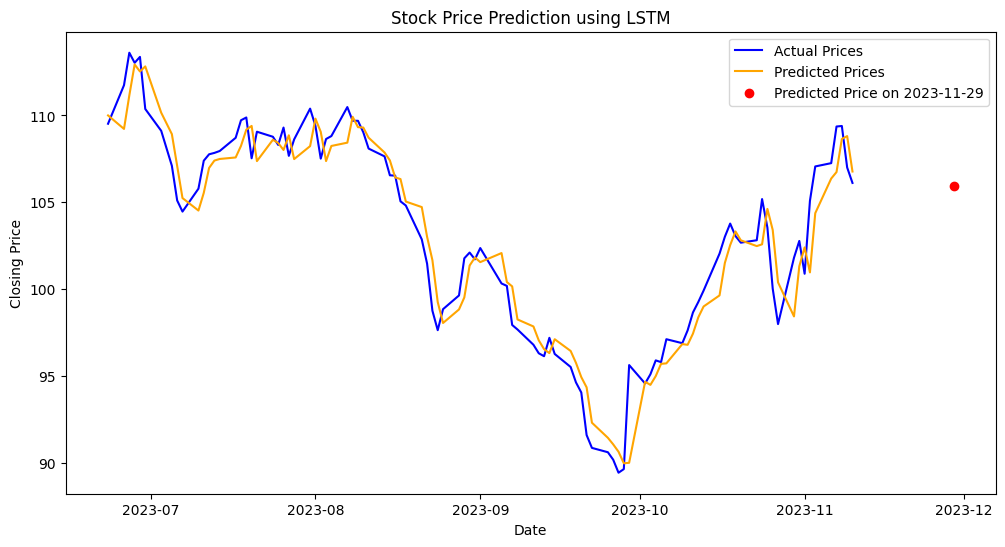 Stock Price Prediction using LSTM
Actual Prices
Predicted Prices
Predicted Price on 2023-11-29
Closing Price
110
105
100
95
90
2023-07
2023-08
2023-09
2023-10
2023-11
2023-12
Date